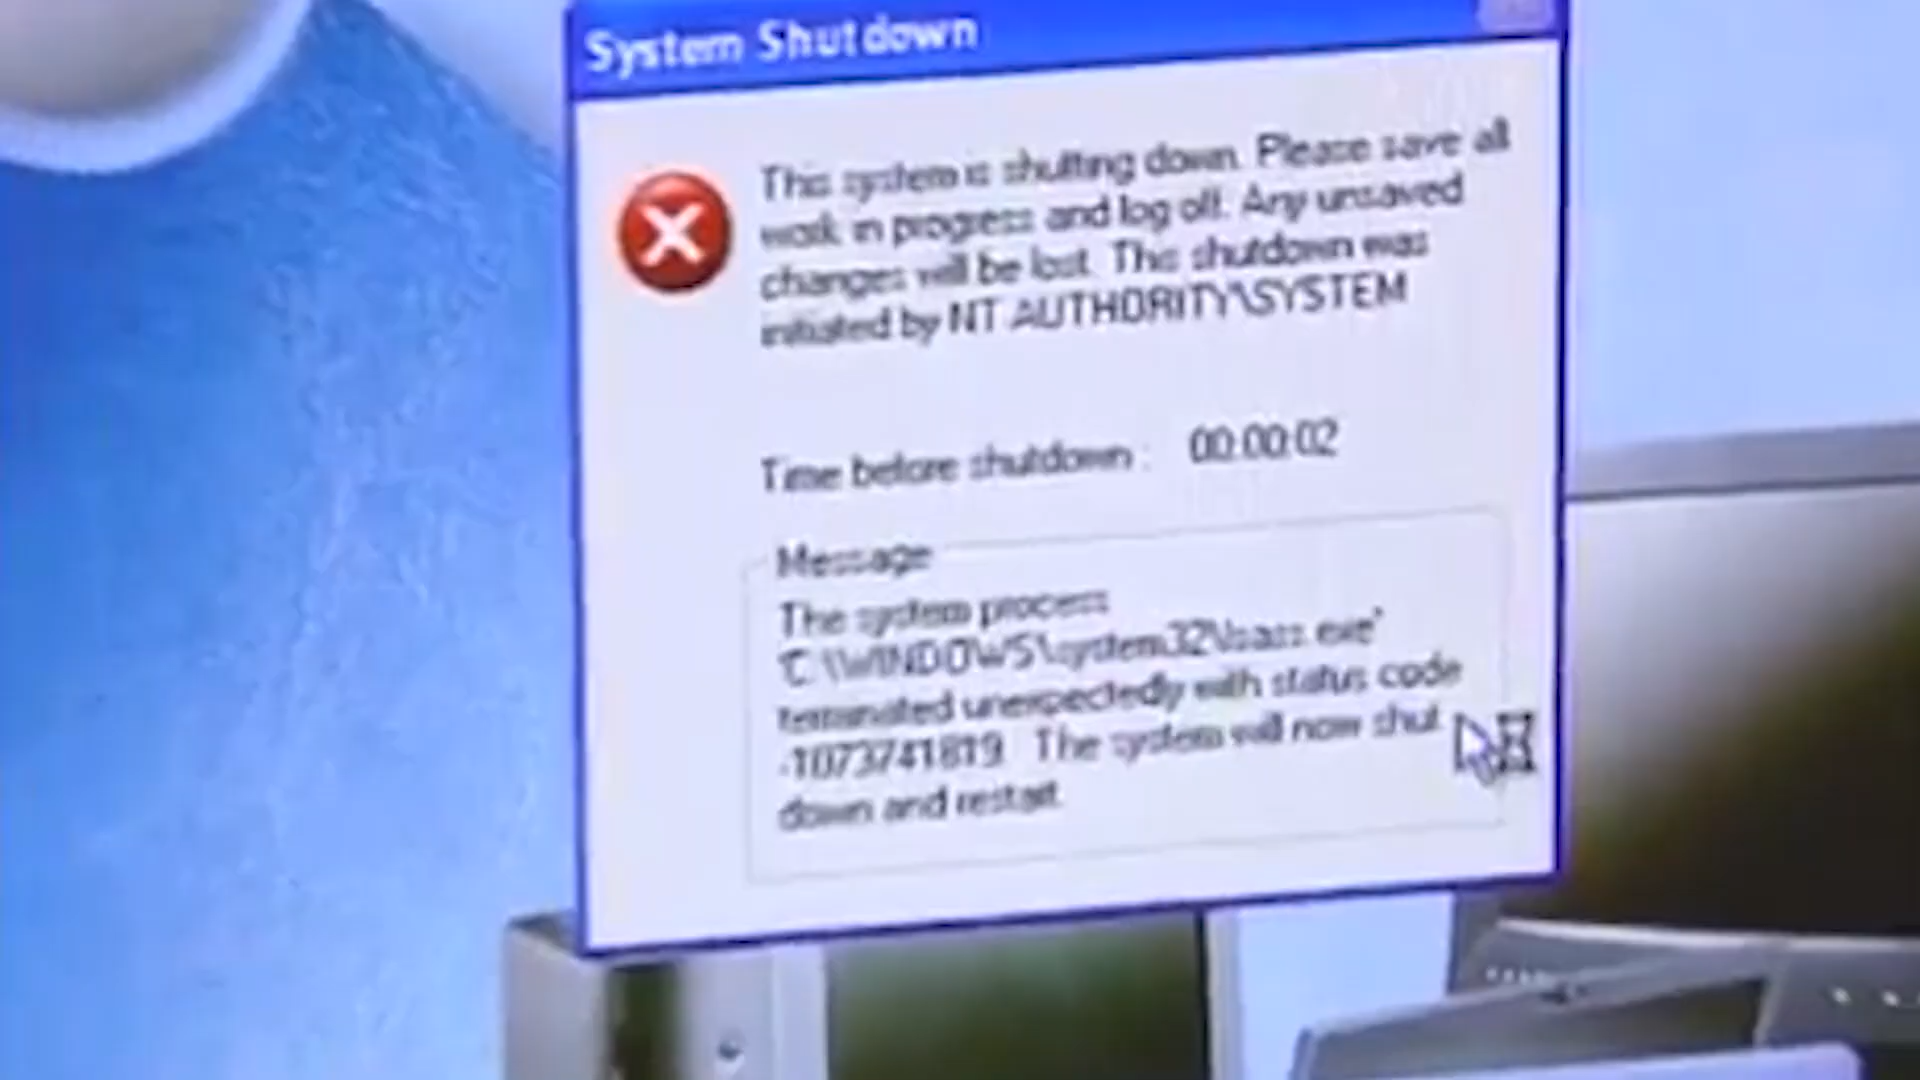 System Shutdown
This system is shutting down. Please save all
work in progress and log off. Any unsaved
changes will be lost. This shutdown was
initiated by NT AUTHORITY\SYSTEM
Time before shutdown : 00:00:02
Message
The system process
'C:\WINDOWS\system32\lsass.exe'
terminated unexpectedly with status code
-1073741819. The system will now shut
down and restart.